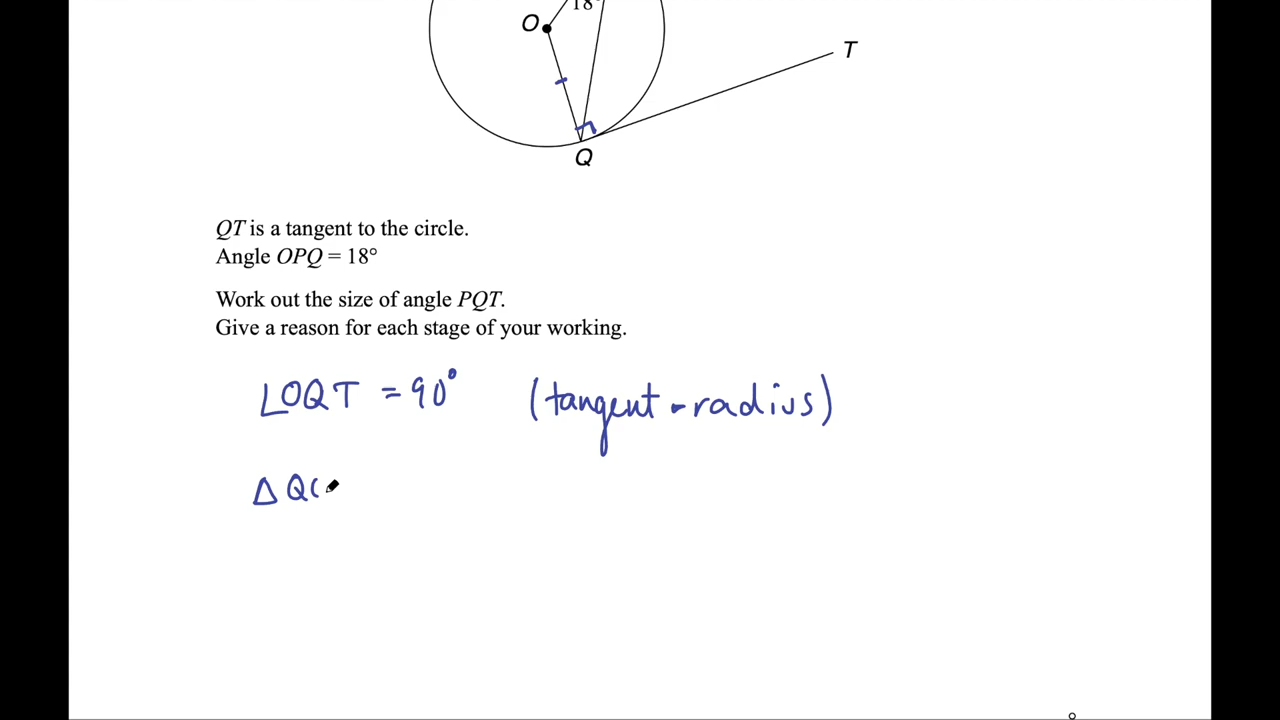 18°
O
T
Q
QT is a tangent to the circle.
Angle OPQ = 18°
Work out the size of angle PQT.
Give a reason for each stage of your working.
∠OQT = 90° (tangent - radius)
△ Q